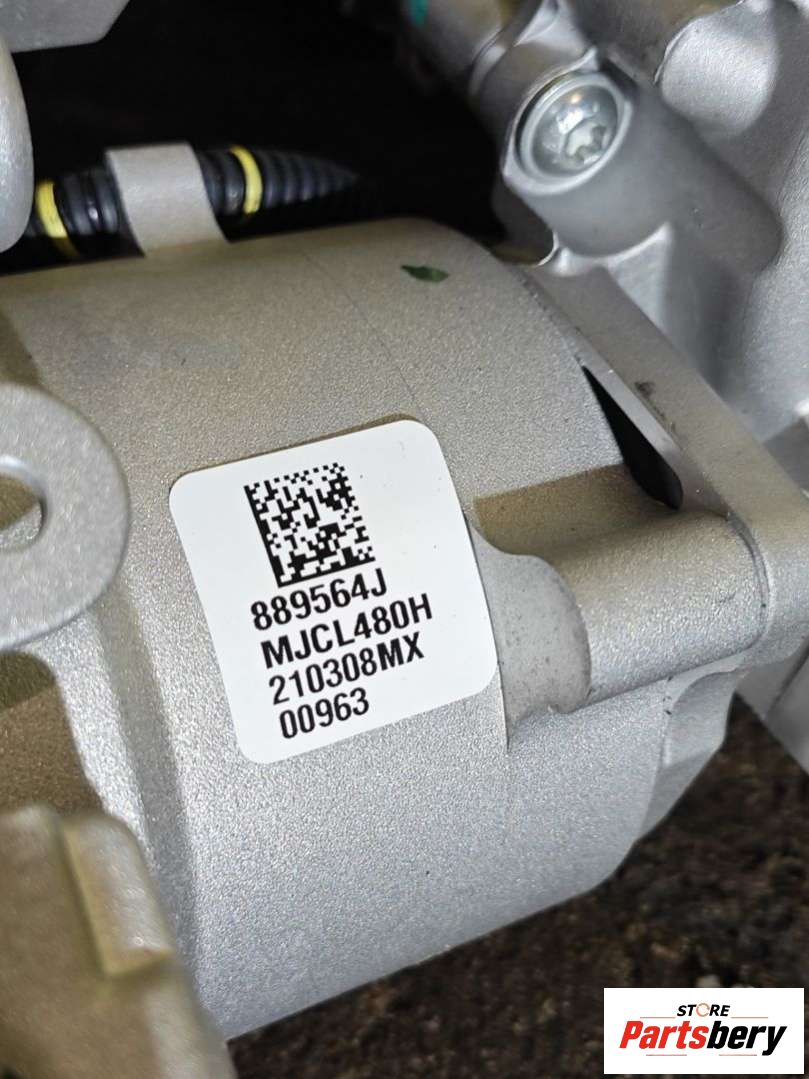 889564J
MJCL480H
210308MX
00963
STORE
Partsbery